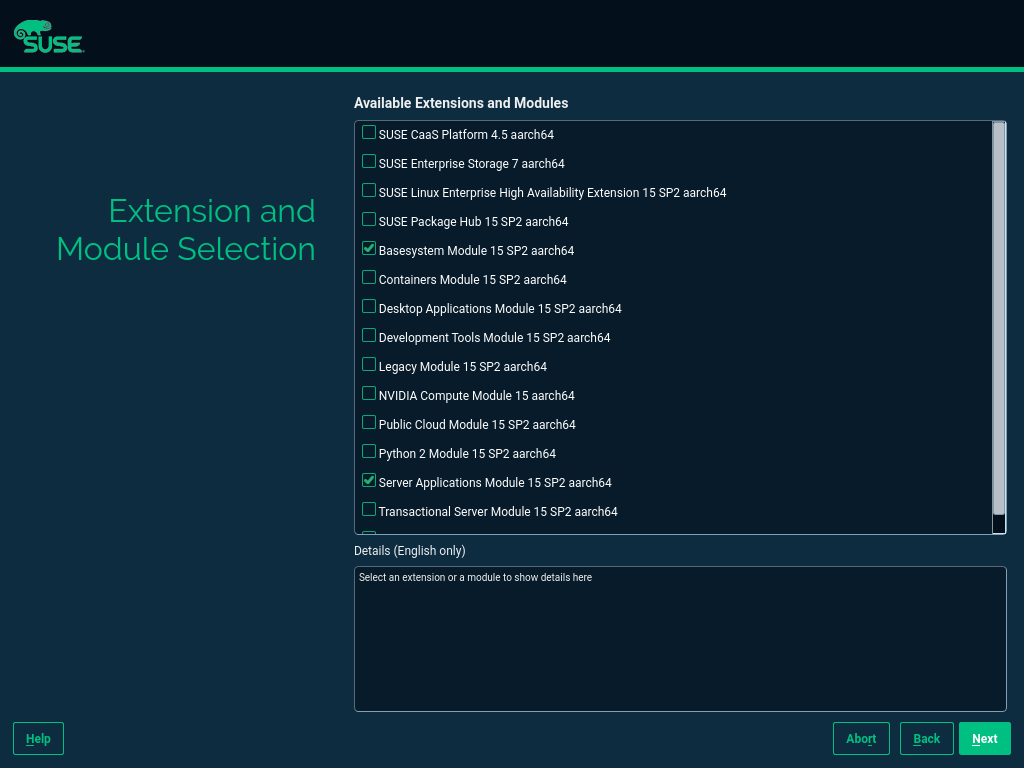 SUSE
Available Extensions and Modules
Extension and
Module Selection
SUSE CaaS Platform 4.5 aarch64
SUSE Enterprise Storage 7 aarch64
SUSE Linux Enterprise High Availability Extension 15 SP2 aarch64
SUSE Package Hub 15 SP2 aarch64
Basesystem Module 15 SP2 aarch64
Containers Module 15 SP2 aarch64
Desktop Applications Module 15 SP2 aarch64
Development Tools Module 15 SP2 aarch64
Legacy Module 15 SP2 aarch64
NVIDIA Compute Module 15 aarch64
Public Cloud Module 15 SP2 aarch64
Python 2 Module 15 SP2 aarch64
Server Applications Module 15 SP2 aarch64
Transactional Server Module 15 SP2 aarch64
Details (English only)
Select an extension or a module to show details here
Help
Abort
Back
Next